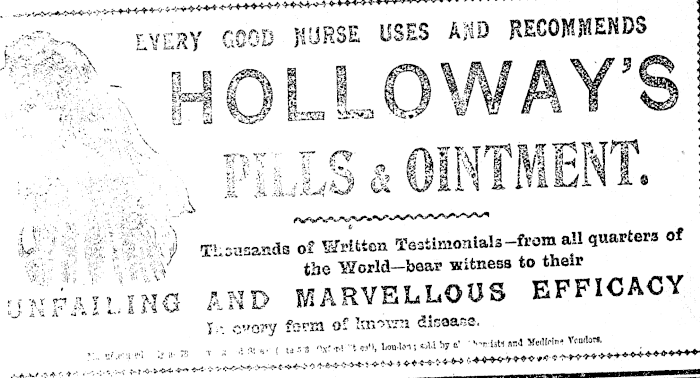 EVERY GOOD NURSE USES AND RECOMMENDS
HOLLOWAY'S
PILLS & OINTMENT.
Thousands of Written Testimonials—from all quarters of
the World—bear witness to their
UNFAILING AND MARVELLOUS EFFICACY
In every form of known disease.
Oxford Street), London; sold by all Chemists and Medicine Vendors.